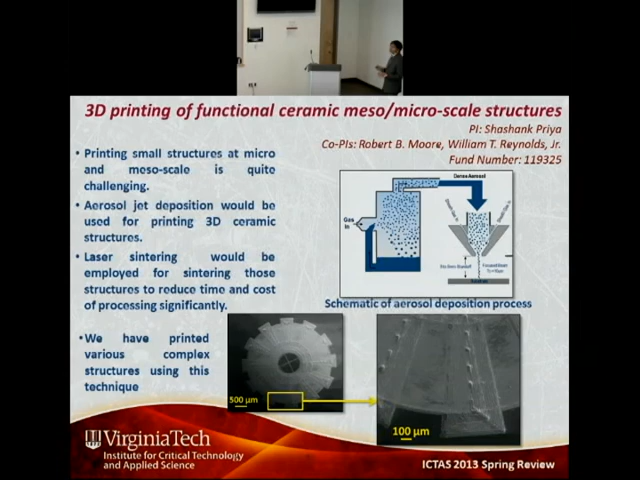 3D printing of functional ceramic meso/micro-scale structures
PI: Shashank Priya
Co-PIs: Robert B. Moore, William T. Reynolds, Jr.
Fund Number: 119325
• Printing small structures at micro
and meso-scale is quite
challenging.
• Aerosol jet deposition would be
used for printing 3D ceramic
structures.
• Laser sintering would be
employed for sintering those
structures to reduce time and cost
of processing significantly.
• We have printed
various complex
structures using this
technique
Dense Aerosol
Gas
In
Schematic of aerosol deposition process
500 µm
100 µm
VirginiaTech
Institute for Critical Technology
and Applied Science
ICTAS 2013 Spring Review